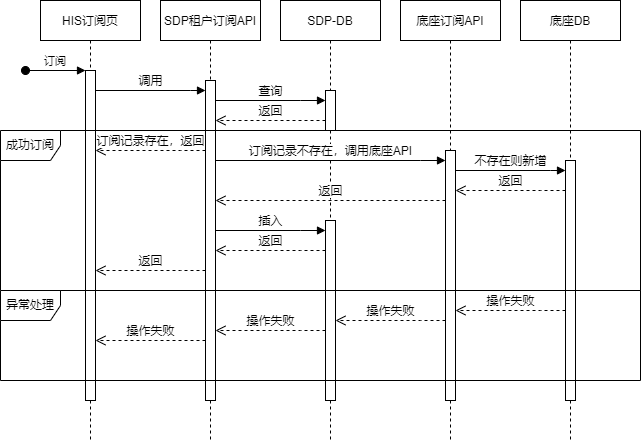 HIS订阅页
SDP租户订阅API
SDP-DB
底座订阅API
底座DB
订阅
调用
查询
返回
成功订阅
订阅记录存在，返回
订阅记录不存在，调用底座API
不存在则新增
返回
返回
插入
返回
返回
异常处理
操作失败
操作失败
操作失败
操作失败